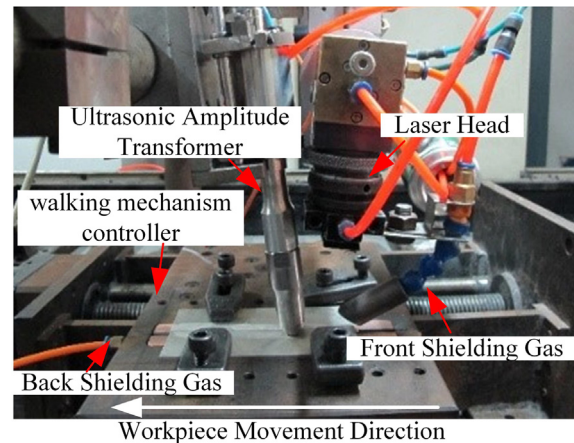 Ultrasonic Amplitude
Transformer
Laser Head
walking mechanism
controller
Front Shielding Gas
Back Shielding Gas
Workpiece Movement Direction